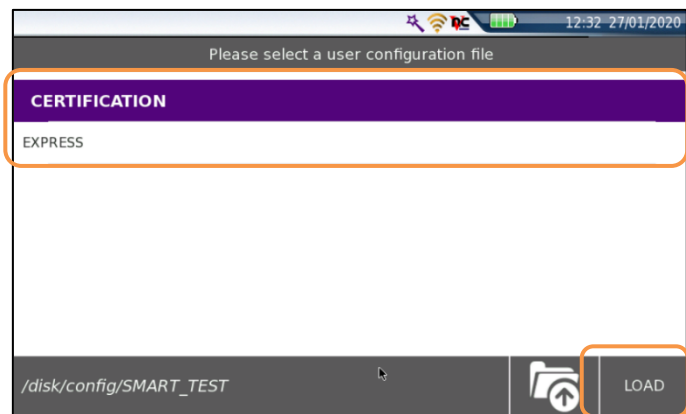 12:32 27/01/2020
Please select a user configuration file
CERTIFICATION
EXPRESS
/disk/config/SMART_TEST
LOAD